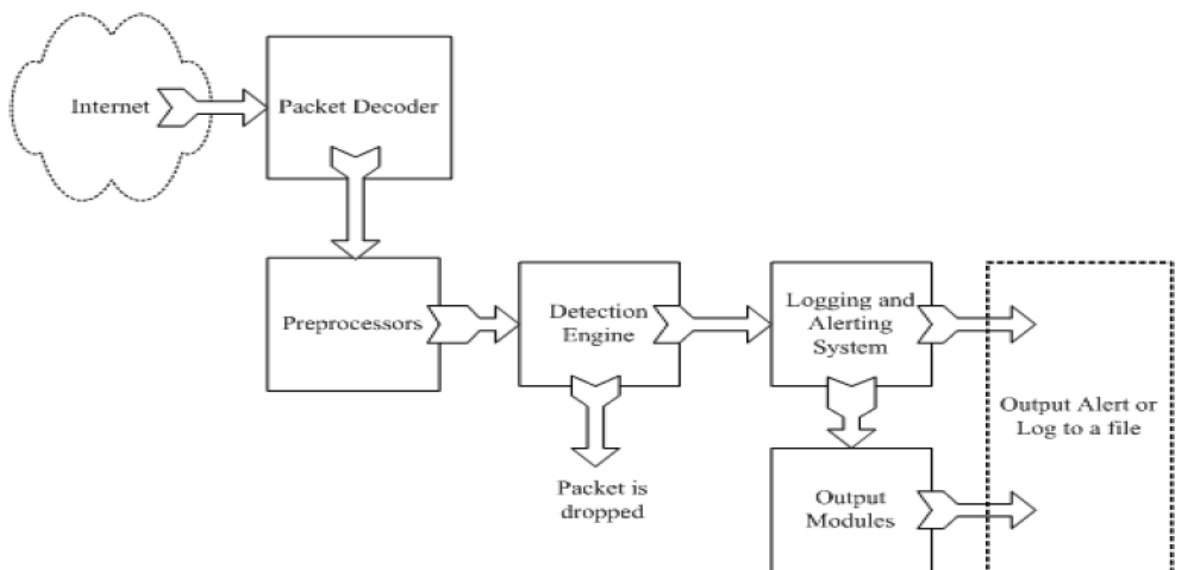 Internet
Packet Decoder
Preprocessors
Detection
Engine
Logging and
Alerting
System
Output Alert or
Log to a file
Packet is
dropped
Output
Modules